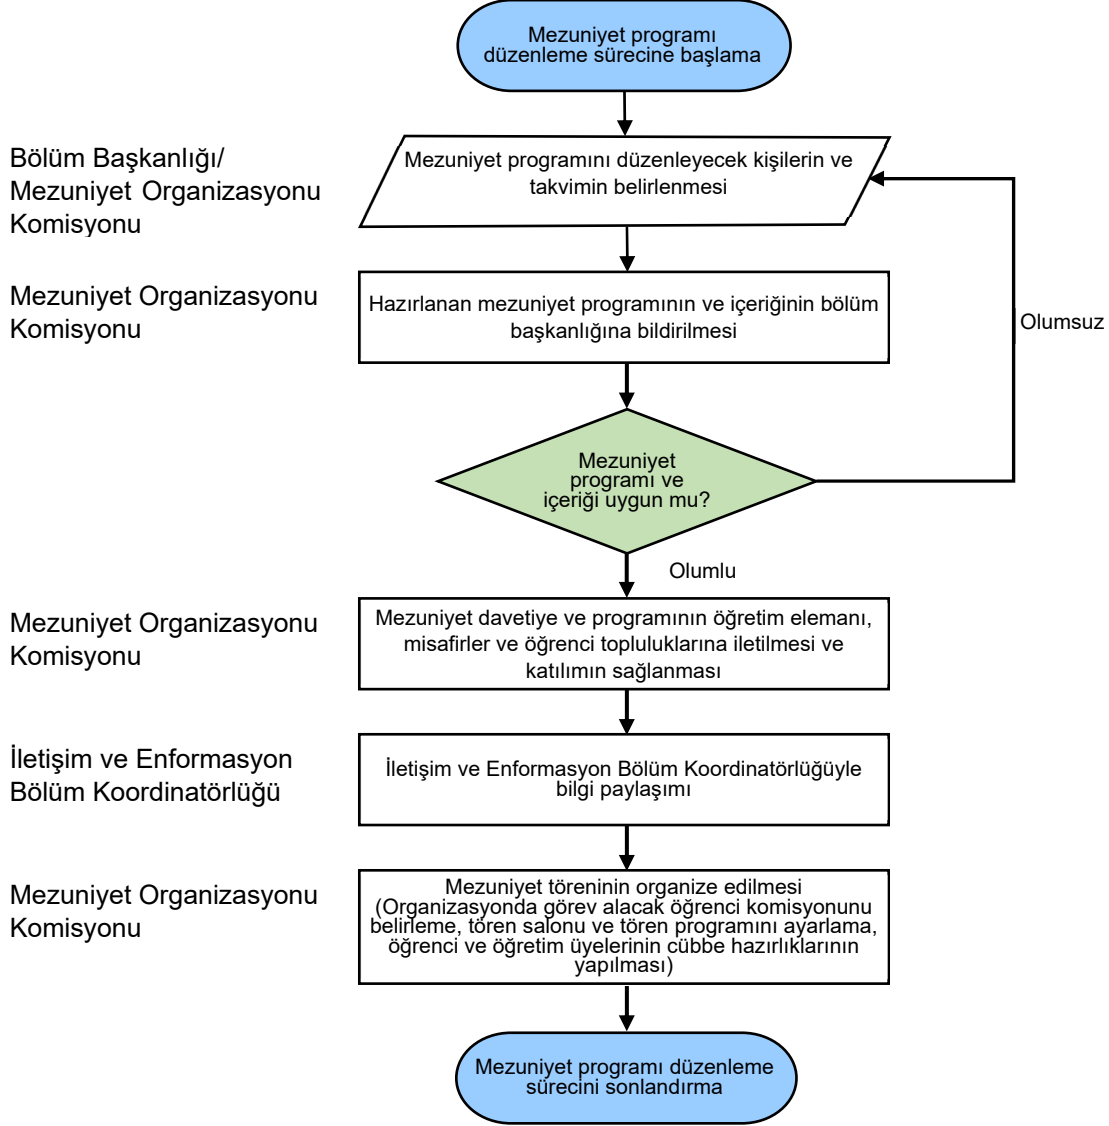 Mezuniyet programı
düzenleme sürecine başlama
Bölüm Başkanlığı/
Mezuniyet Organizasyonu
Komisyonu
Mezuniyet programını düzenleyecek kişilerin ve
takvimin belirlenmesi
Mezuniyet Organizasyonu
Komisyonu
Hazırlanan mezuniyet programının ve içeriğinin bölüm
başkanlığına bildirilmesi
Olumsuz
Mezuniyet
programı ve
içeriği uygun mu?
Olumlu
Mezuniyet Organizasyonu
Komisyonu
Mezuniyet davetiye ve programının öğretim elemanı,
misafirler ve öğrenci topluluklarına iletilmesi ve
katılımın sağlanması
İletişim ve Enformasyon
Bölüm Koordinatörlüğü
İletişim ve Enformasyon Bölüm Koordinatörlüğüyle
bilgi paylaşımı
Mezuniyet Organizasyonu
Komisyonu
Mezuniyet töreninin organize edilmesi
(Organizasyonda görev alacak öğrenci komisyonunu
belirleme, tören salonu ve tören programını ayarlama,
öğrenci ve öğretim üyelerinin cübbe hazırlıklarının
yapılması)
Mezuniyet programı düzenleme
sürecini sonlandırma